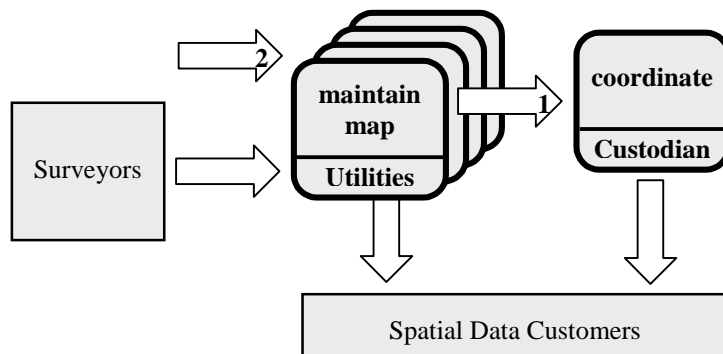 2
maintain
map
Utilities
1
coordinate
Custodian
Surveyors
Spatial Data Customers